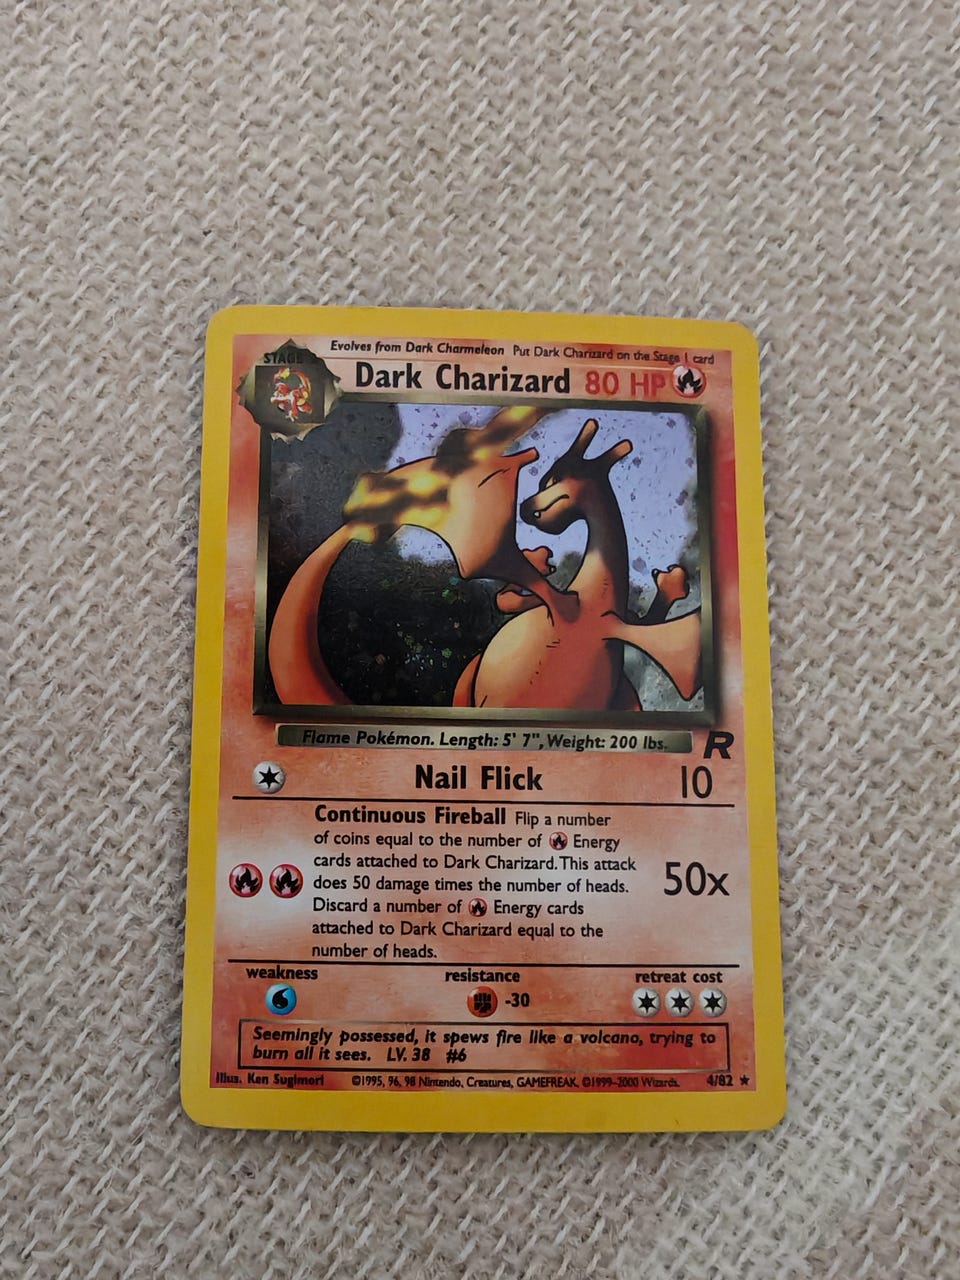 STAGE
Evolves from Dark Charmeleon Put Dark Charizard on the Stage 1 card
Dark Charizard 80 HP
Flame Pokémon. Length: 5' 7", Weight: 200 lbs.
R
Nail Flick 10
Continuous Fireball Flip a number
of coins equal to the number of Energy
cards attached to Dark Charizard. This attack
does 50 damage times the number of heads.
50x
Discard a number of Energy cards
attached to Dark Charizard equal to the
number of heads.
weakness resistance retreat cost
-30
Seemingly possessed, it spews fire like a volcano, trying to
burn all it sees. LV. 38 #6
Illus. Ken Sugimori ©1995, 96, 98 Nintendo, Creatures, GAMEFREAK. ©1999-2000 Wizards. 4/82 ★